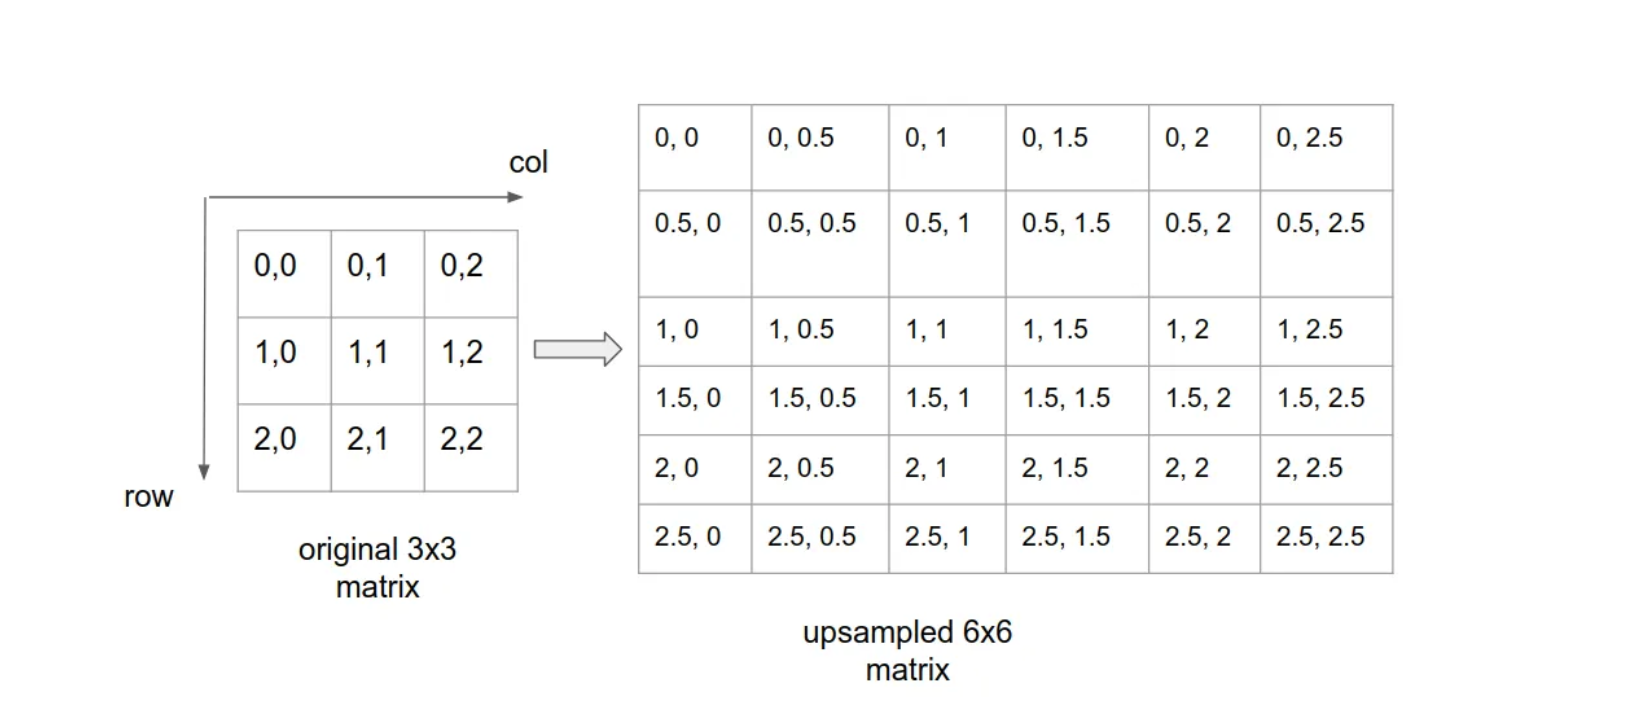 col
0,0 0,1 0,2
1,0 1,1 1,2
2,0 2,1 2,2
row
original 3x3
matrix
0, 0 0, 0.5 0, 1 0, 1.5 0, 2 0, 2.5
0.5, 0 0.5, 0.5 0.5, 1 0.5, 1.5 0.5, 2 0.5, 2.5
1, 0 1, 0.5 1, 1 1, 1.5 1, 2 1, 2.5
1.5, 0 1.5, 0.5 1.5, 1 1.5, 1.5 1.5, 2 1.5, 2.5
2, 0 2, 0.5 2, 1 2, 1.5 2, 2 2, 2.5
2.5, 0 2.5, 0.5 2.5, 1 2.5, 1.5 2.5, 2 2.5, 2.5
upsampled 6x6
matrix